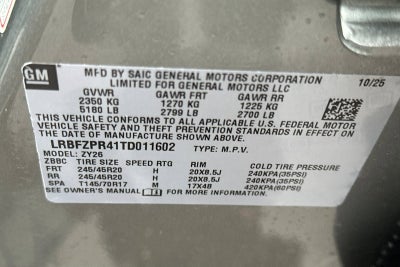 GM
MFD BY SAIC GENERAL MOTORS CORPORATION 10/25
LIMITED FOR GENERAL MOTORS LLC
GVWR GAWR FRT GAWR RR
2350 KG 1270 KG 1225 KG
5180 LB 2799 LB 2700 LB
THIS VEHICLE CONFORMS TO ALL APPLICABLE U.S. FEDERAL MOTOR
VEHICLE SAFETY AND THEFT PREVENTION STANDARDS IN EFFECT ON
THE DATE OF MANUFACTURE SHOWN ABOVE.
LRBFZPR41TD011602 TYPE: M.P.V.
MODEL: ZY26
ZBBC TIRE SIZE SPEED RTG RIM COLD TIRE PRESSURE
FRT 245/45R20 H 20X8.5J 240KPA(35PSI)
RR 245/45R20 H 20X8.5J 240KPA(35PSI)
SPA T145/70R17 M 17X4B 420KPA(60PSI)
SEE OWNER'S MANUAL FOR MORE INFORMATION